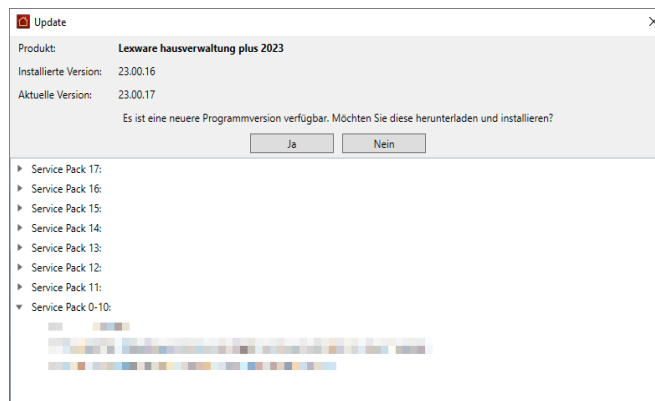 Update
Produkt: Lexware hausverwaltung plus 2023
Installierte Version: 23.00.16
Aktuelle Version: 23.00.17
Es ist eine neuere Programmversion verfügbar. Möchten Sie diese herunterladen und installieren?
Ja Nein
Service Pack 17:
Service Pack 16:
Service Pack 15:
Service Pack 14:
Service Pack 13:
Service Pack 12:
Service Pack 11:
Service Pack 0-10: